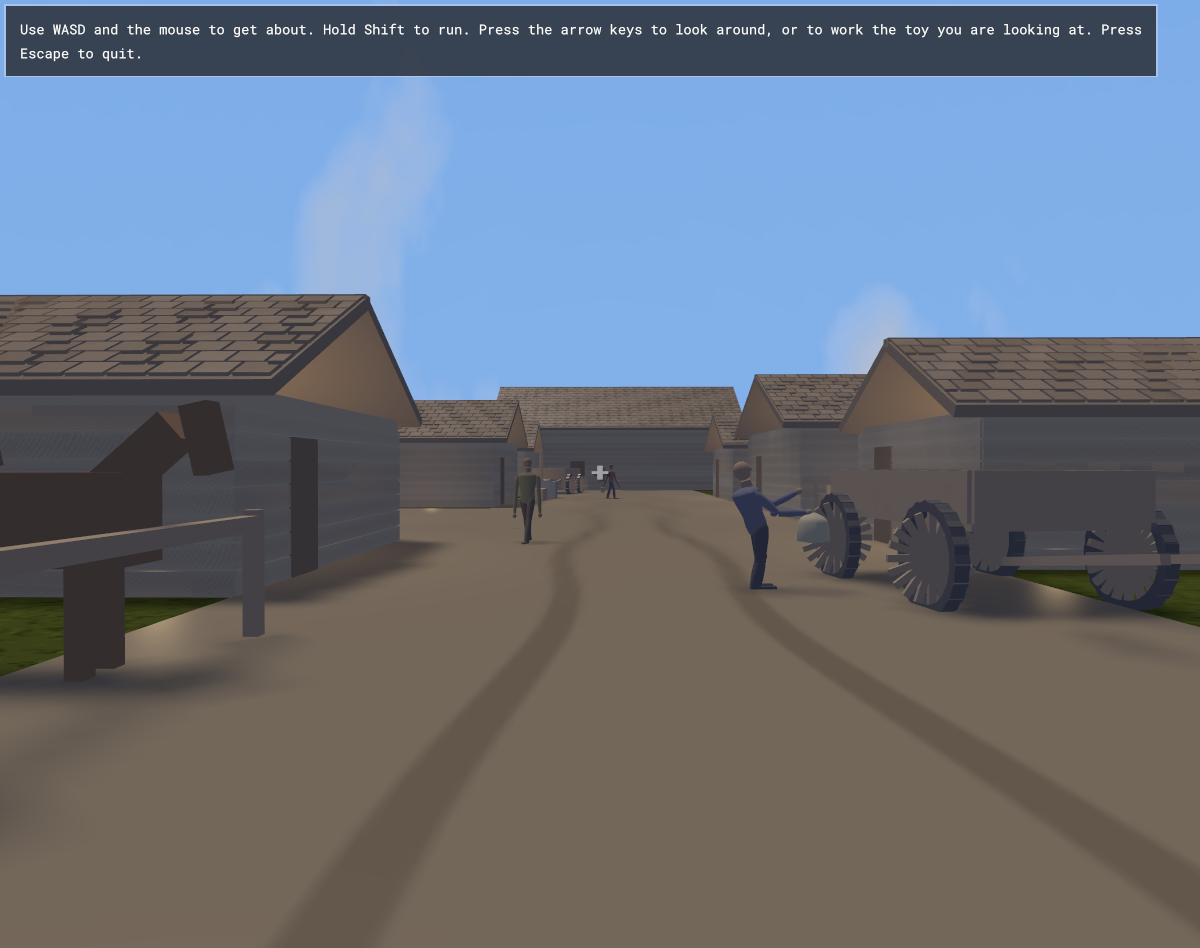 Use WASD and the mouse to get about. Hold Shift to run. Press the arrow keys to look around, or to work the toy you are looking at. Press
Escape to quit.